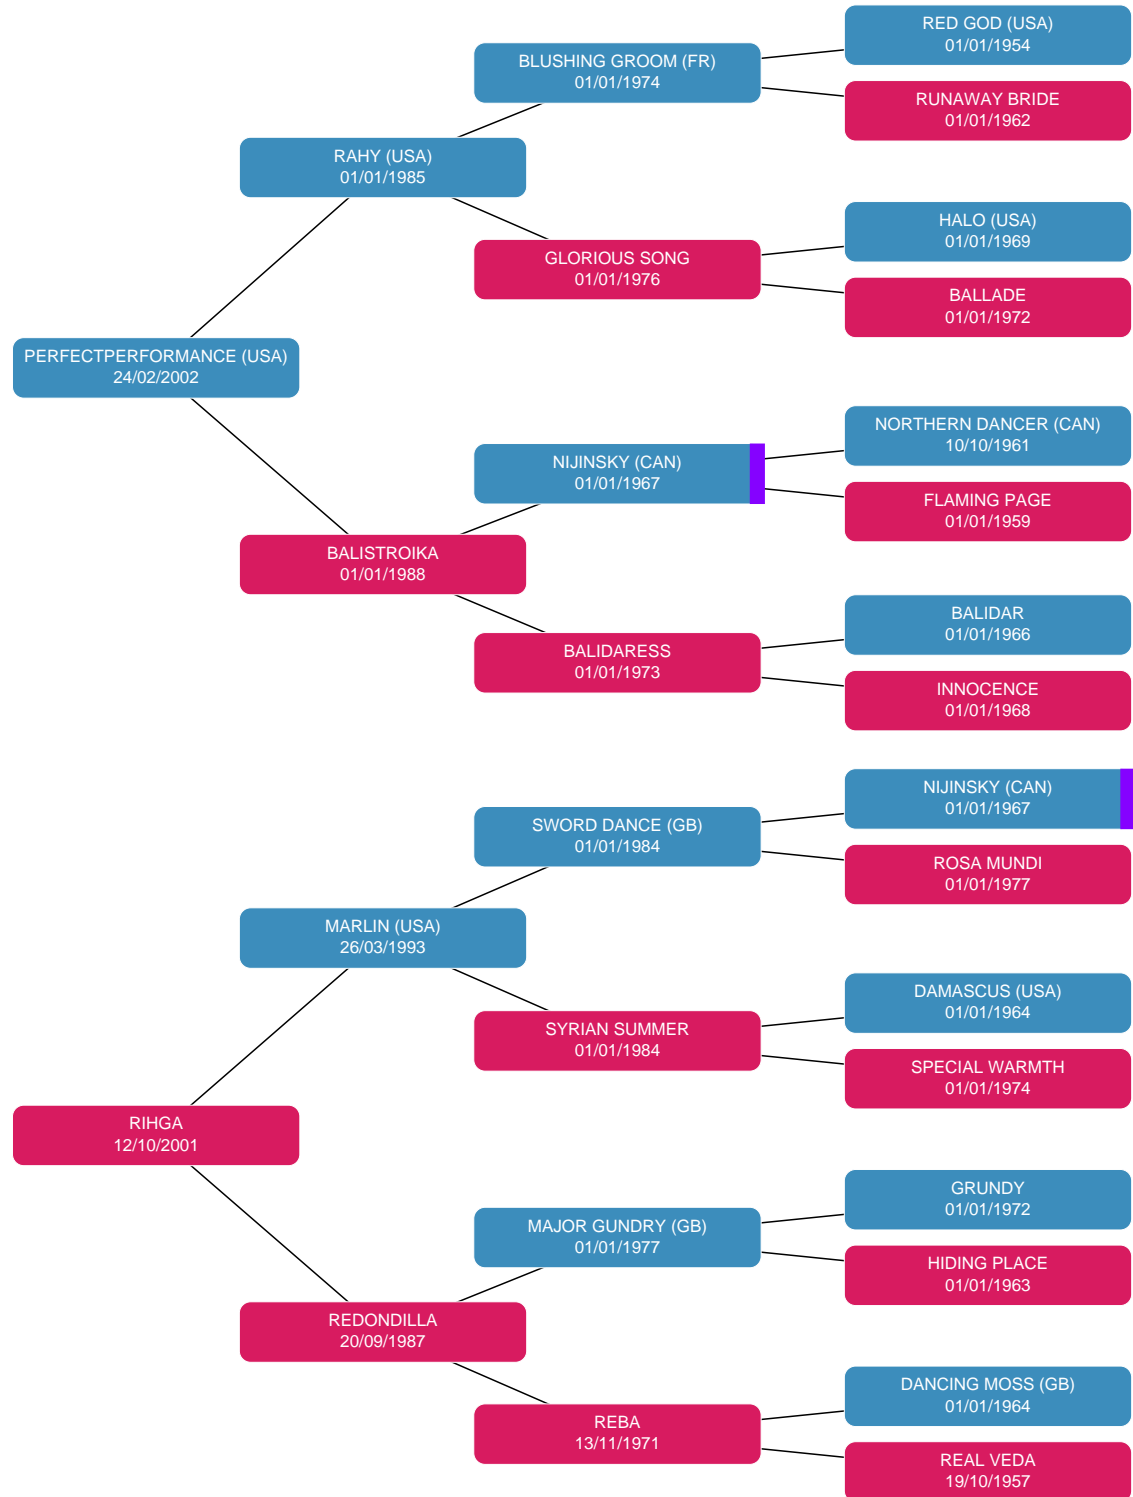 RED GOD (USA)
01/01/1954
BLUSHING GROOM (FR)
01/01/1974
RUNAWAY BRIDE
01/01/1962
RAHY (USA)
01/01/1985
HALO (USA)
01/01/1969
GLORIOUS SONG
01/01/1976
BALLADE
01/01/1972
PERFECTPERFORMANCE (USA)
24/02/2002
NORTHERN DANCER (CAN)
10/10/1961
NIJINSKY (CAN)
01/01/1967
FLAMING PAGE
01/01/1959
BALISTROIKA
01/01/1988
BALIDAR
01/01/1966
BALIDARESS
01/01/1973
INNOCENCE
01/01/1968
NIJINSKY (CAN)
01/01/1967
SWORD DANCE (GB)
01/01/1984
ROSA MUNDI
01/01/1977
MARLIN (USA)
26/03/1993
DAMASCUS (USA)
01/01/1964
SYRIAN SUMMER
01/01/1984
SPECIAL WARMTH
01/01/1974
RIHGA
12/10/2001
GRUNDY
01/01/1972
MAJOR GUNDRY (GB)
01/01/1977
HIDING PLACE
01/01/1963
REDONDILLA
20/09/1987
DANCING MOSS (GB)
01/01/1964
REBA
13/11/1971
REAL VEDA
19/10/1957